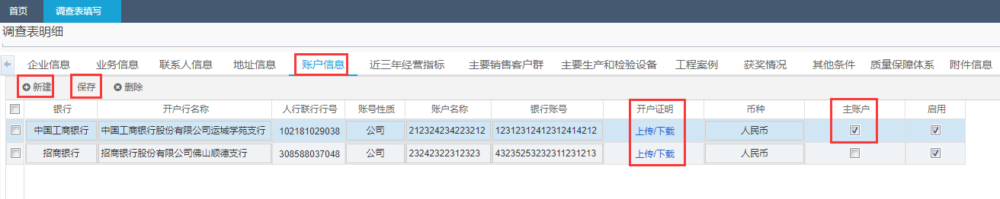 首页 调查表填写
调查表明细
企业信息 业务信息 联系人信息 地址信息 账户信息 近三年经营指标 主要销售客户群 主要生产和检验设备 工程案例 获奖情况 其他条件 质量保障体系 附件信息
新建 保存 删除
银行 开户行名称 人行联行行号 账号性质 账户名称 银行账号 开户证明 币种 主账户 启用
中国工商银行 中国工商银行股份有限公司运城学苑支行 102181029038 公司 212324234223212 12312312412312414212 上传/下载 人民币
招商银行 招商银行股份有限公司佛山顺德支行 308588037048 公司 23242322312323 43235253232311231213 上传/下载 人民币